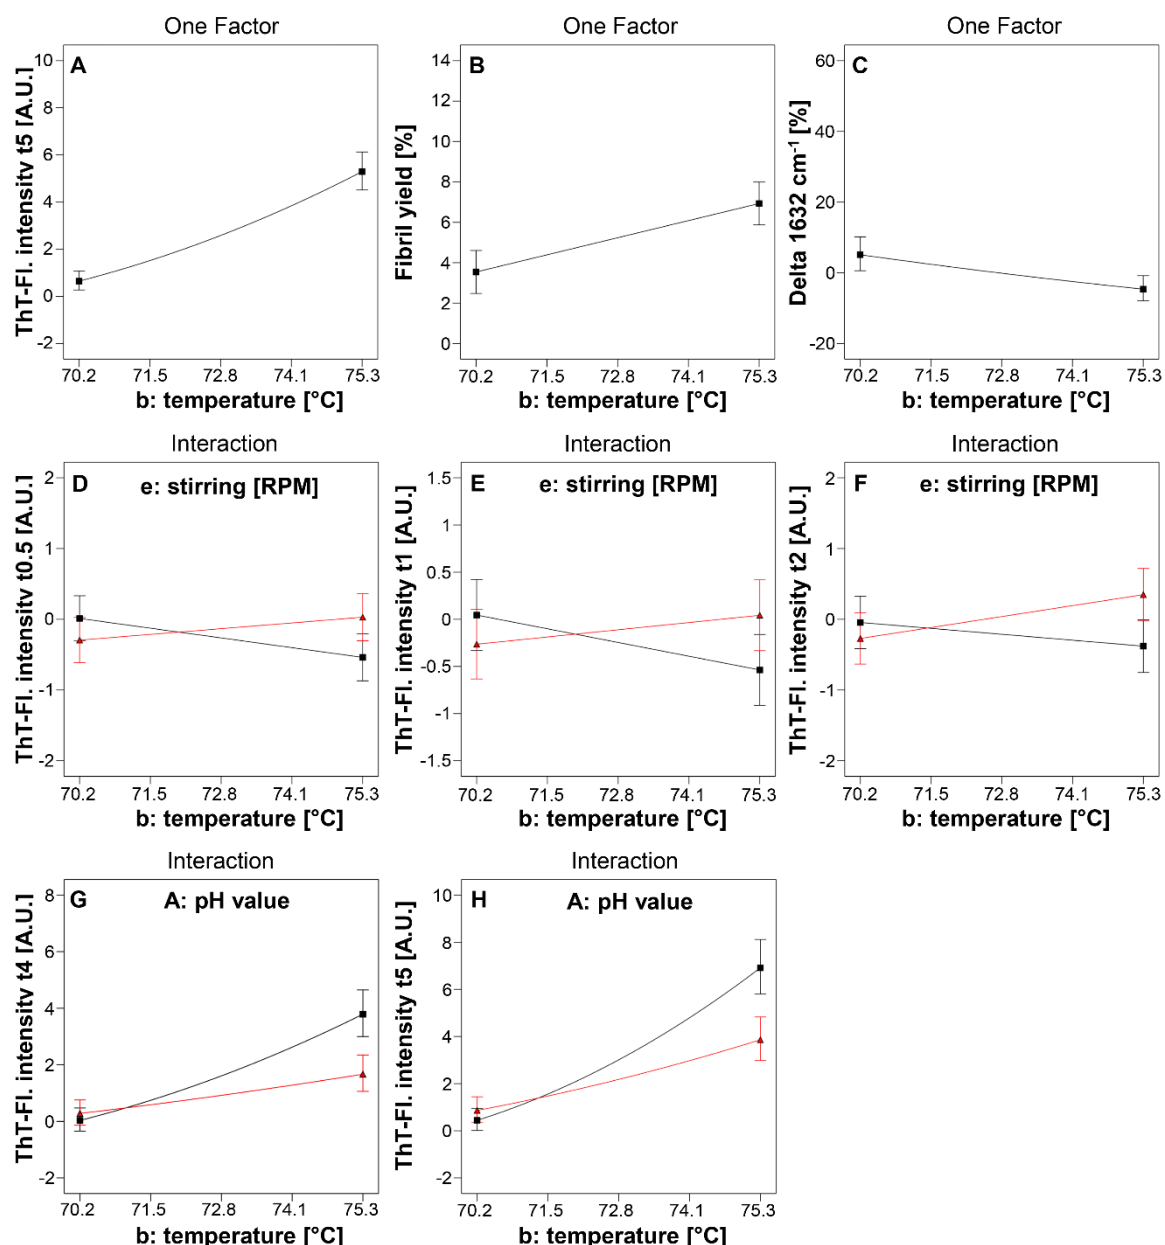 One Factor
A
ThT-Fl. intensity t5 [A.U.]
10
8
6
4
2
0
-2
70.2 71.5 72.8 74.1 75.3
b: temperature [°C]
One Factor
B
Fibril yield [%]
14
12
10
8
6
4
2
0
70.2 71.5 72.8 74.1 75.3
b: temperature [°C]
One Factor
C
Delta 1632 cm⁻¹ [%]
60
40
20
0
-20
70.2 71.5 72.8 74.1 75.3
b: temperature [°C]
Interaction
D
e: stirring [RPM]
ThT-Fl. intensity t0.5 [A.U.]
2
1
0
-1
-2
70.2 71.5 72.8 74.1 75.3
b: temperature [°C]
Interaction
E
e: stirring [RPM]
ThT-Fl. intensity t1 [A.U.]
1.5
1
0.5
0
-0.5
-1
-1.5
70.2 71.5 72.8 74.1 75.3
b: temperature [°C]
Interaction
F
e: stirring [RPM]
ThT-Fl. intensity t2 [A.U.]
2
1
0
-1
-2
70.2 71.5 72.8 74.1 75.3
b: temperature [°C]
Interaction
G
A: pH value
ThT-Fl. intensity t4 [A.U.]
8
6
4
2
0
-2
70.2 71.5 72.8 74.1 75.3
b: temperature [°C]
Interaction
H
A: pH value
ThT-Fl. intensity t5 [A.U.]
10
8
6
4
2
0
-2
70.2 71.5 72.8 74.1 75.3
b: temperature [°C]